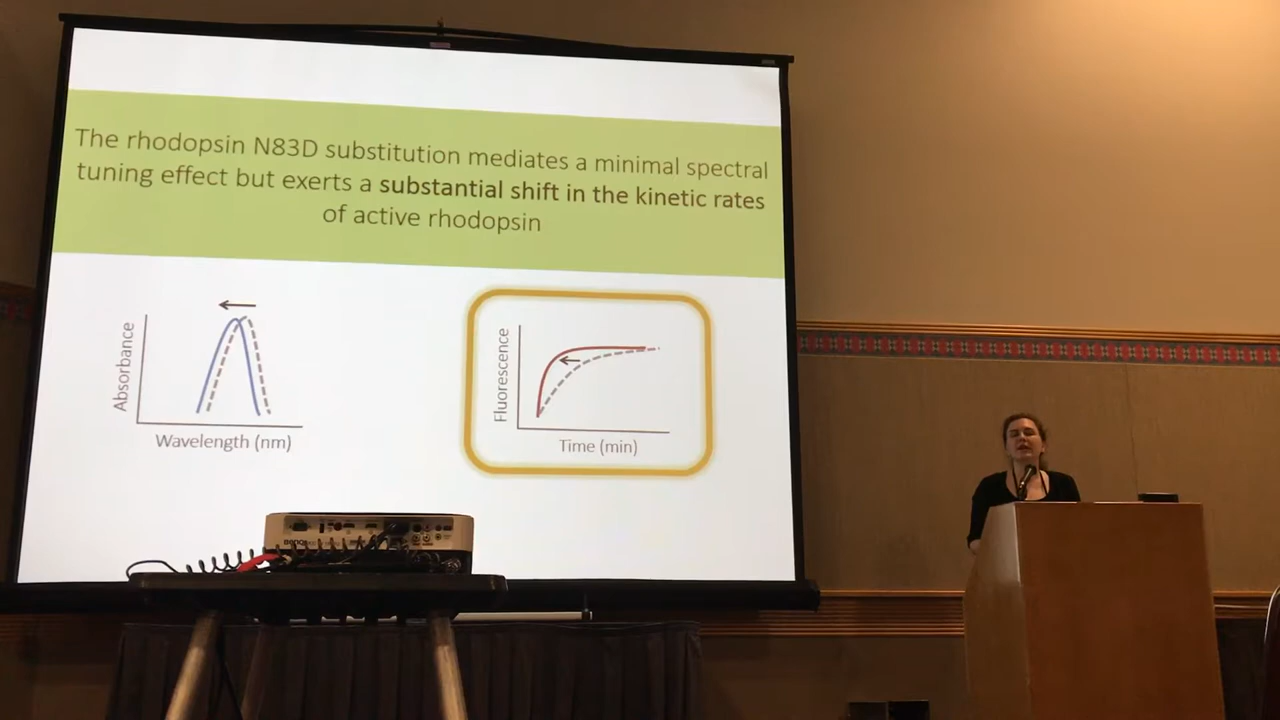 The rhodopsin N83D substitution mediates a minimal spectral
tuning effect but exerts a substantial shift in the kinetic rates
of active rhodopsin
Absorbance
Wavelength (nm)
Fluorescence
Time (min)
BenQ